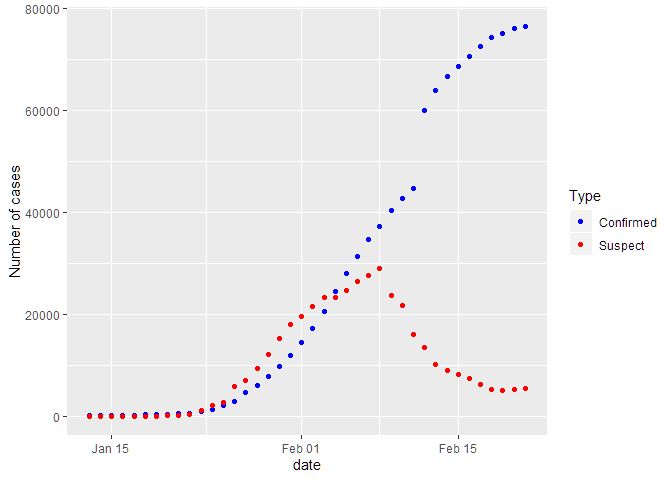 80000
60000
40000
20000
0
Number of cases
Jan 15
Feb 01
Feb 15
date
Type
Confirmed
Suspect